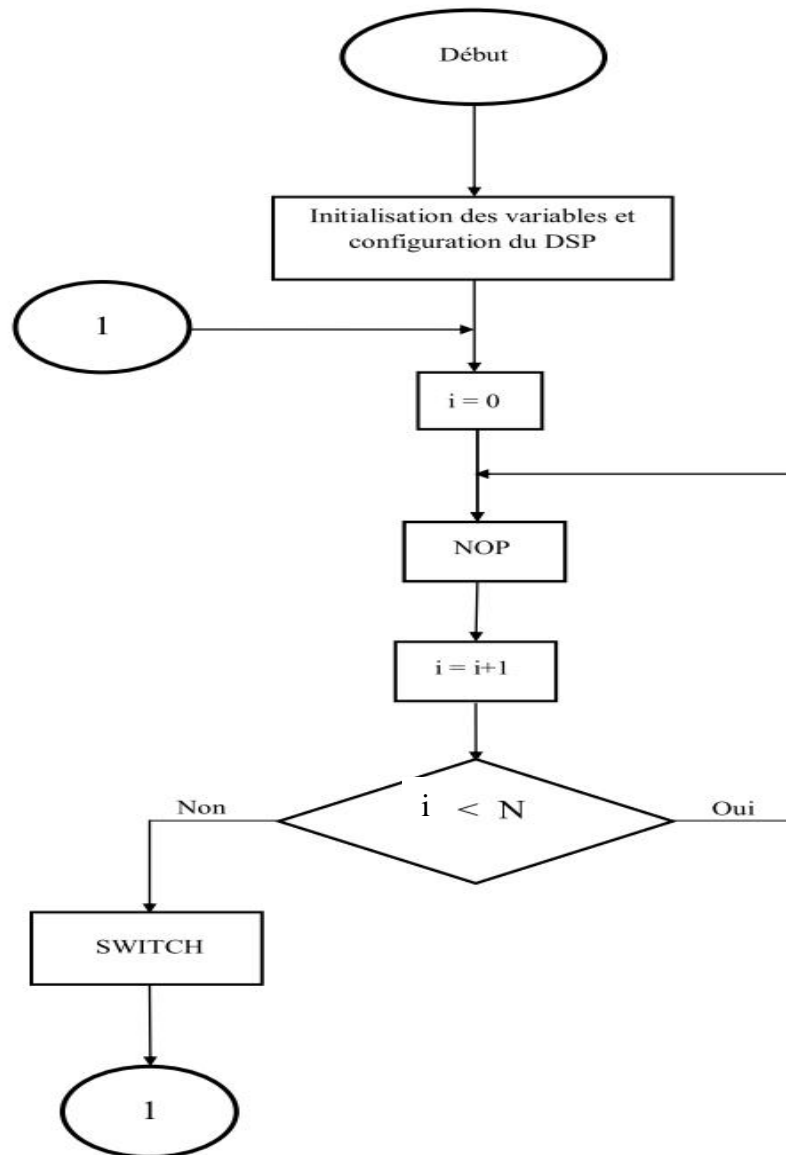 Début
Initialisation des variables et
configuration du DSP
1
i = 0
NOP
i = i+1
i < N
Non
Oui
SWITCH
1